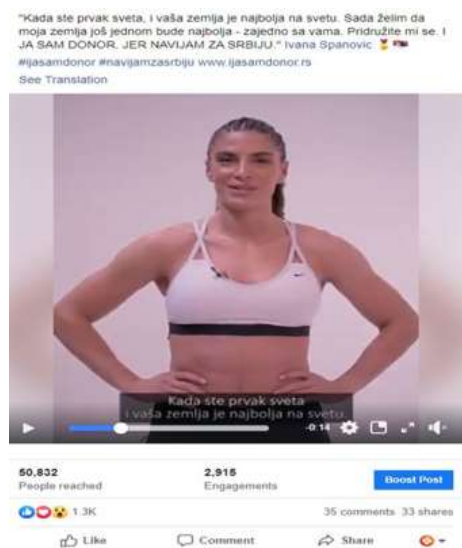 "Kada ste prvak sveta, i vaša zemlja je najbolja na svetu. Sada želim da
moja zemlja još jednom bude najbolja - zajedno sa vama. Pridružite mi se. I
JA SAM DONOR, JER NAVIJAM ZA SRBIJU." Ivana Spanovic
#ijasamdonor #navijamzasrbiju www.ijasamdonor.rs
See Translation
Kada ste prvak sveta
i vaša zemlja je najbolja na svetu.
-0:14
50,832
2,915
People reached
Engagements
Boost Post
1.3K
35 comments 33 shares
Like
Comment
Share